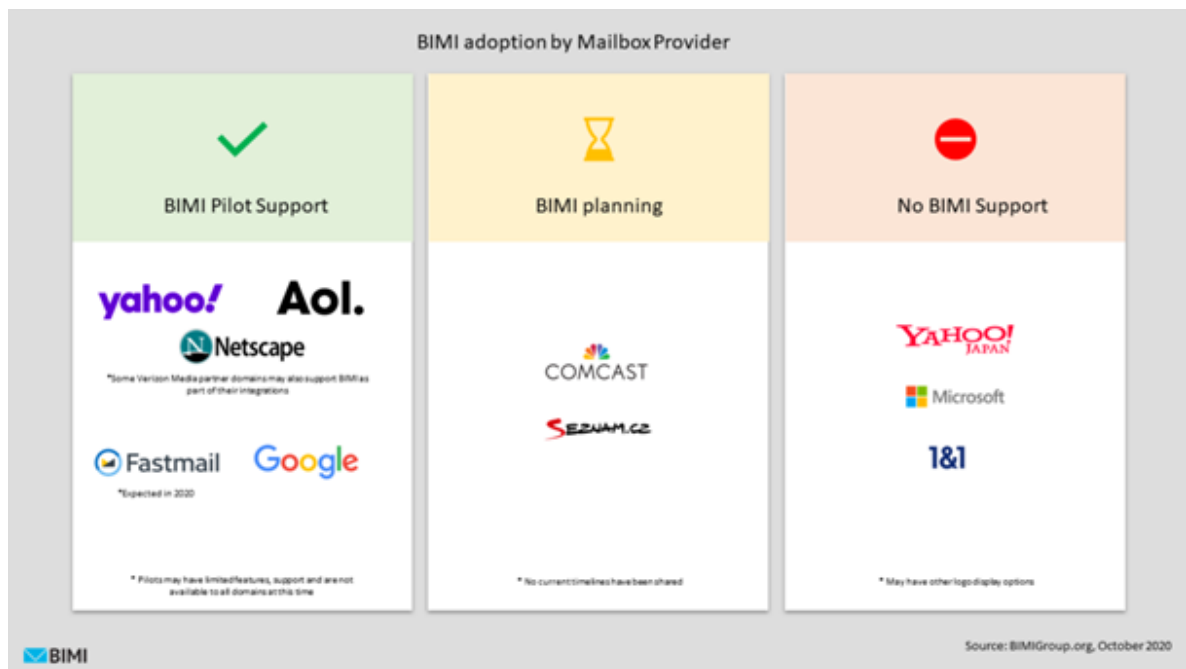 BIMI adoption by Mailbox Provider
BIMI Pilot Support
yahoo!
Aol.
N Netscape
*Some Verizon Media partner domains may also support BIMI as
part of their integrations
Fastmail
Google
*Expected in 2020
* Pilots may have limited features, support and are not
available to all domains at this time
BIMI planning
COMCAST
SEZNAM.CZ
* No current timelines have been shared
No BIMI Support
YAHOO!
JAPAN
Microsoft
1&1
* May have other logo display options
BIMI
Source: BIMIGroup.org, October 2020